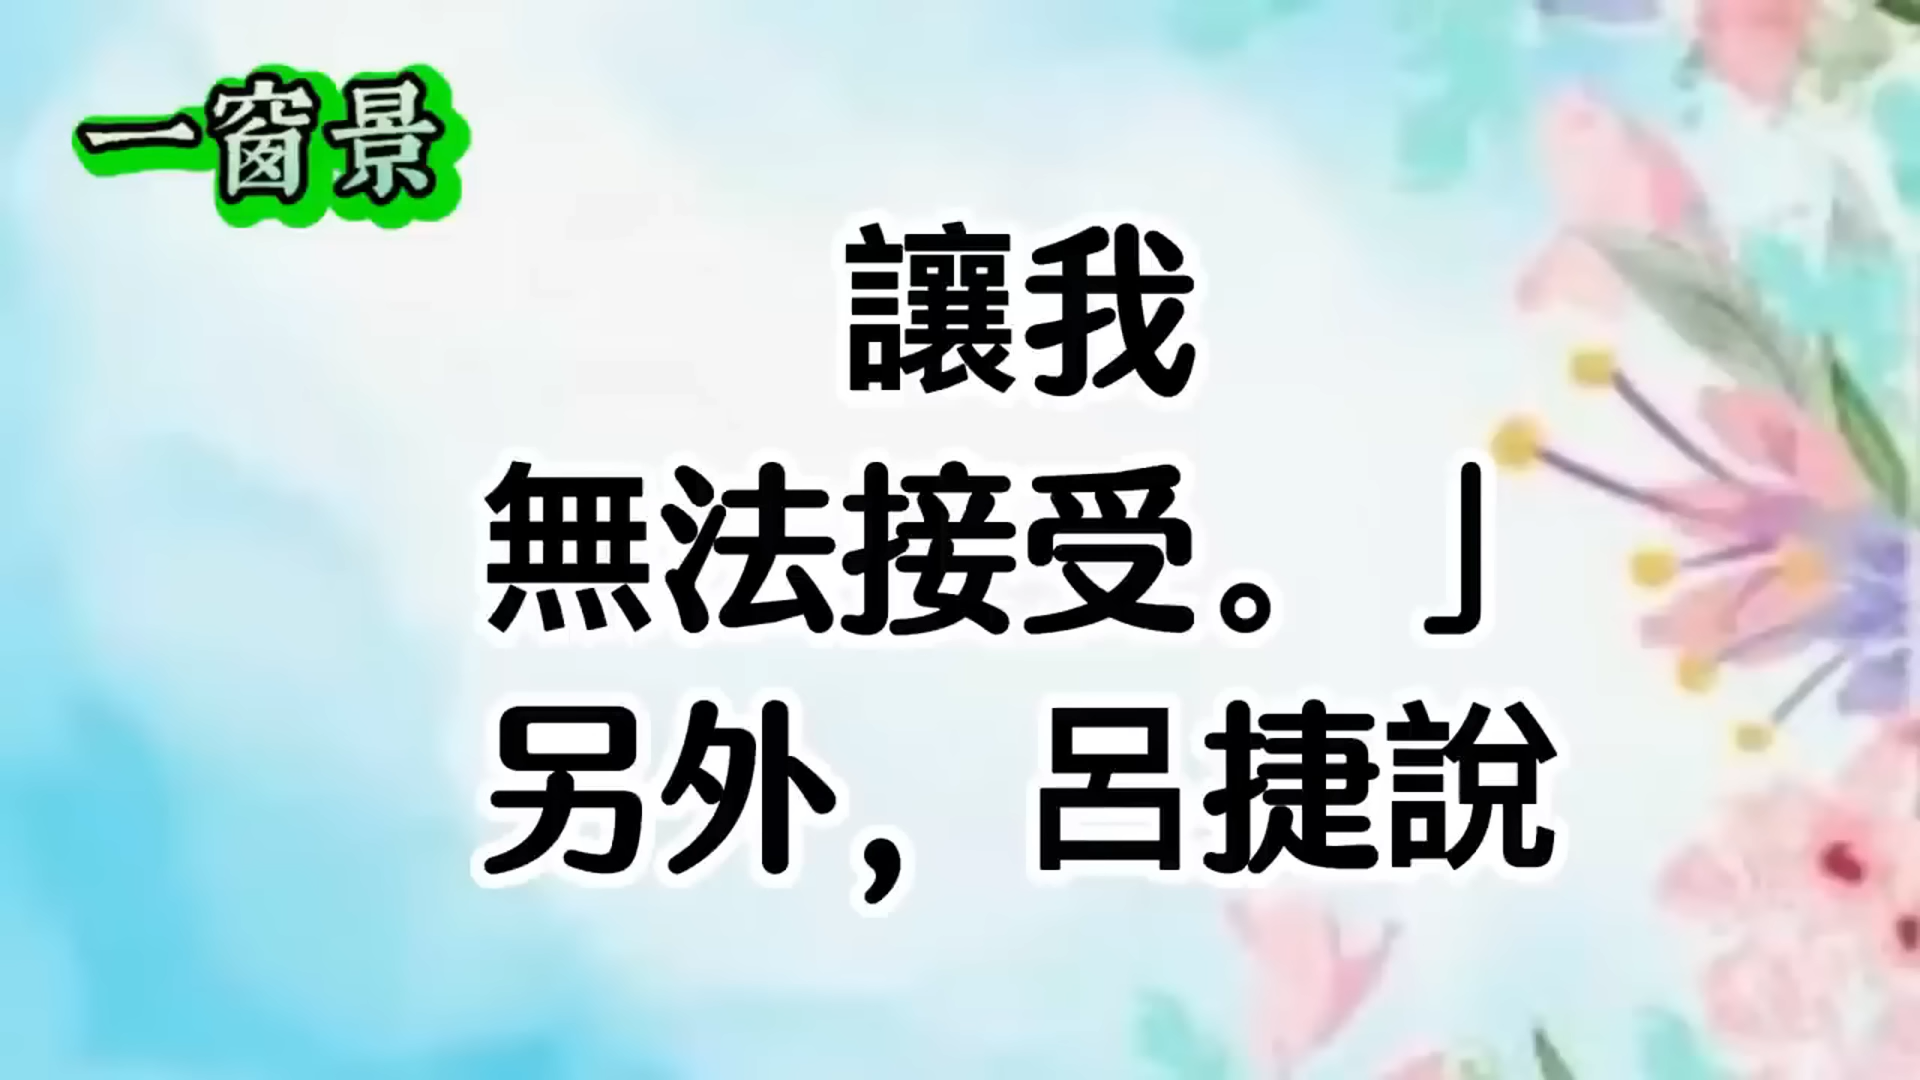 一窗景
讓我
無法接受。」
另外，呂捷說